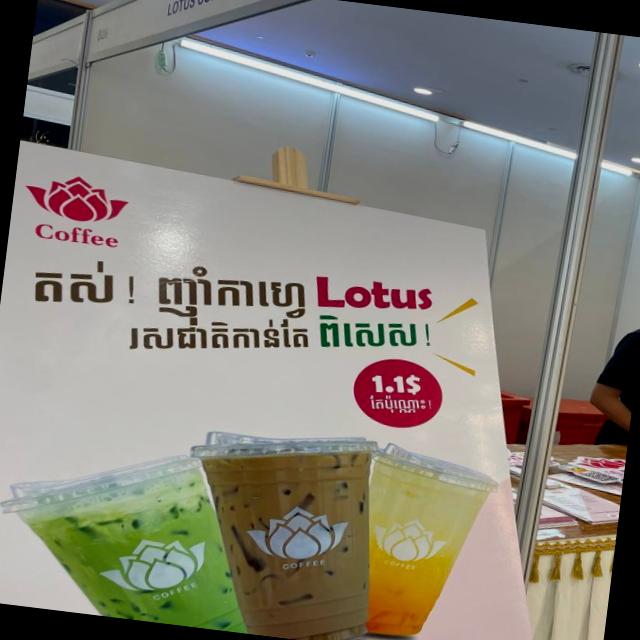 LOTUS
Coffee
តស់! ញ៉ាំកាហ្វេ Lotus
រសជាតិកាន់តែ ពិសេស!
1.1$
តែប៉ុណ្ណោះ!
COFFEE
COFFEE
COFFEE